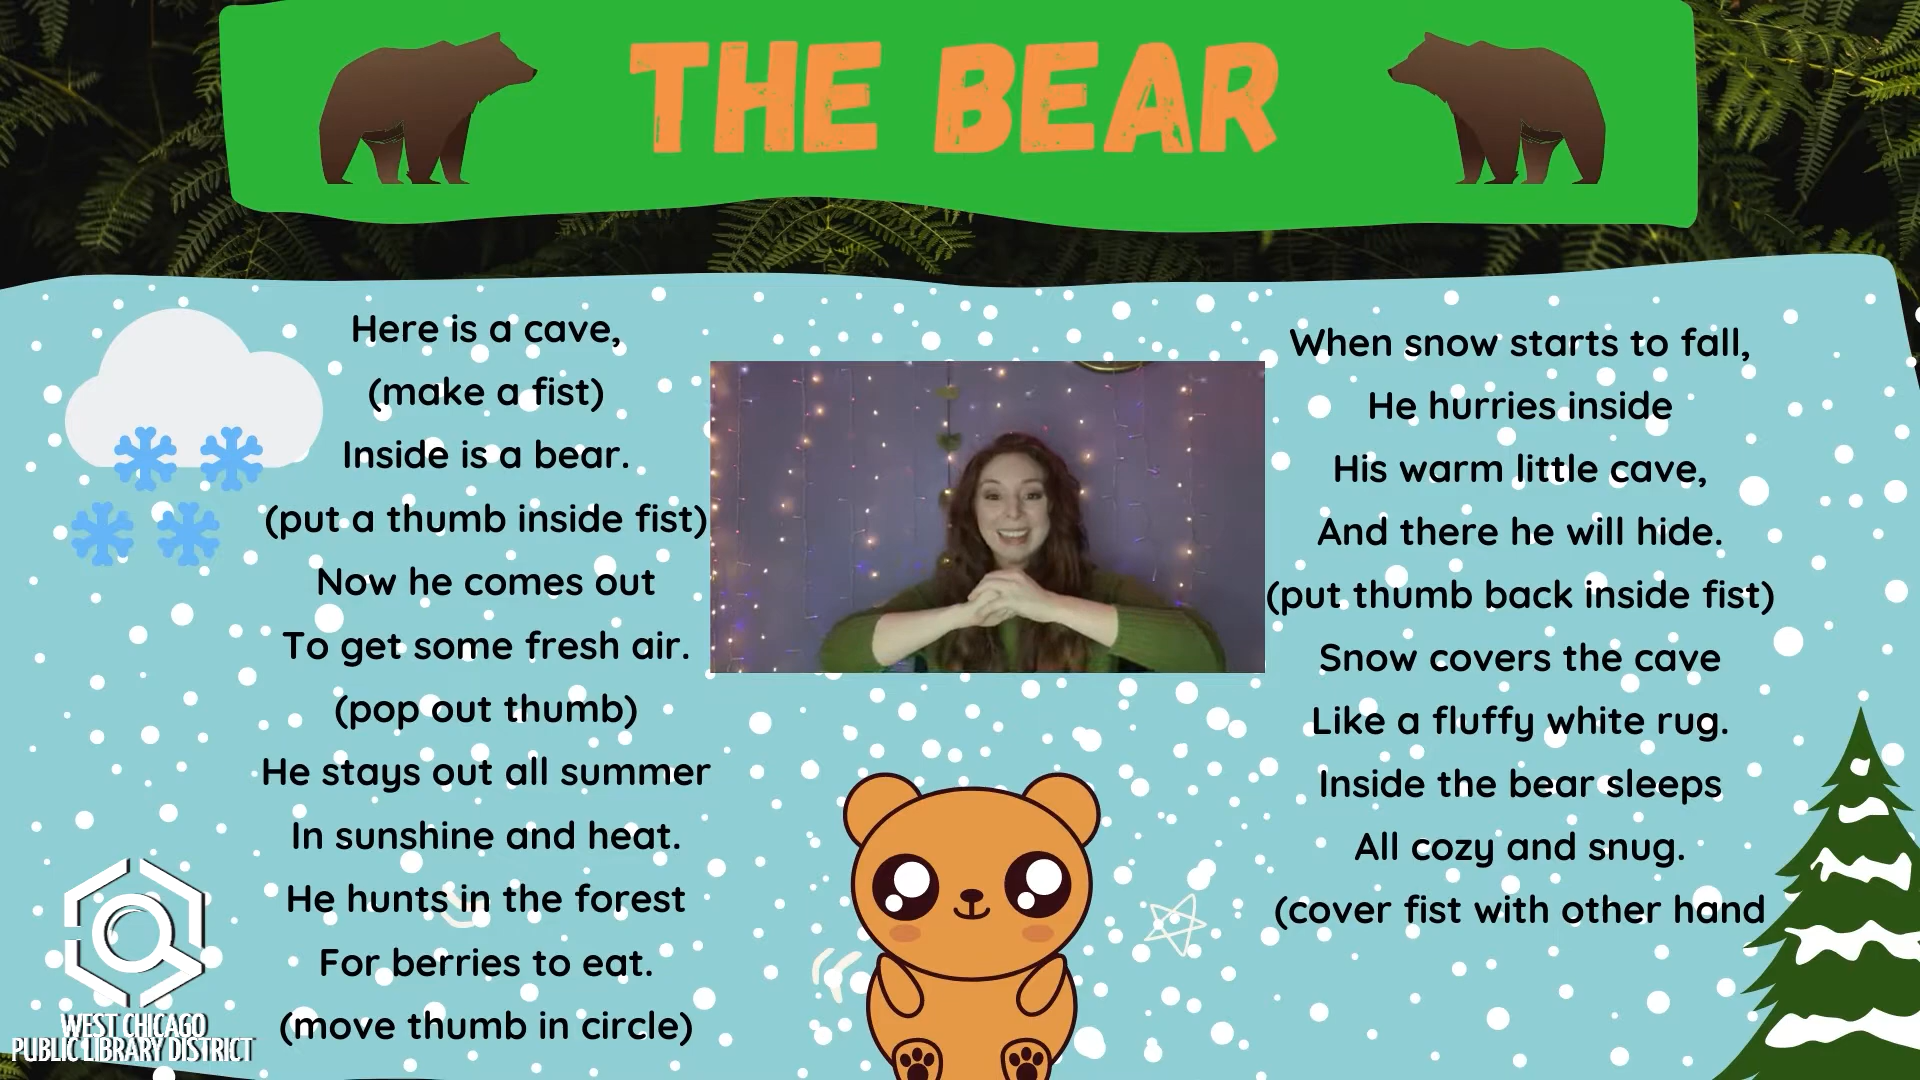 THE BEAR
Here is a cave,
(make a fist)
Inside is a bear.
(put a thumb inside fist)
Now he comes out
To get some fresh air.
(pop out thumb)
He stays out all summer
In sunshine and heat.
He hunts in the forest
For berries to eat.
(move thumb in circle)
When snow starts to fall,
He hurries inside
His warm little cave,
And there he will hide.
(put thumb back inside fist)
Snow covers the cave
Like a fluffy white rug.
Inside the bear sleeps
All cozy and snug.
(cover fist with other hand
WEST CHICAGO
PUBLIC LIBRARY DISTRICT